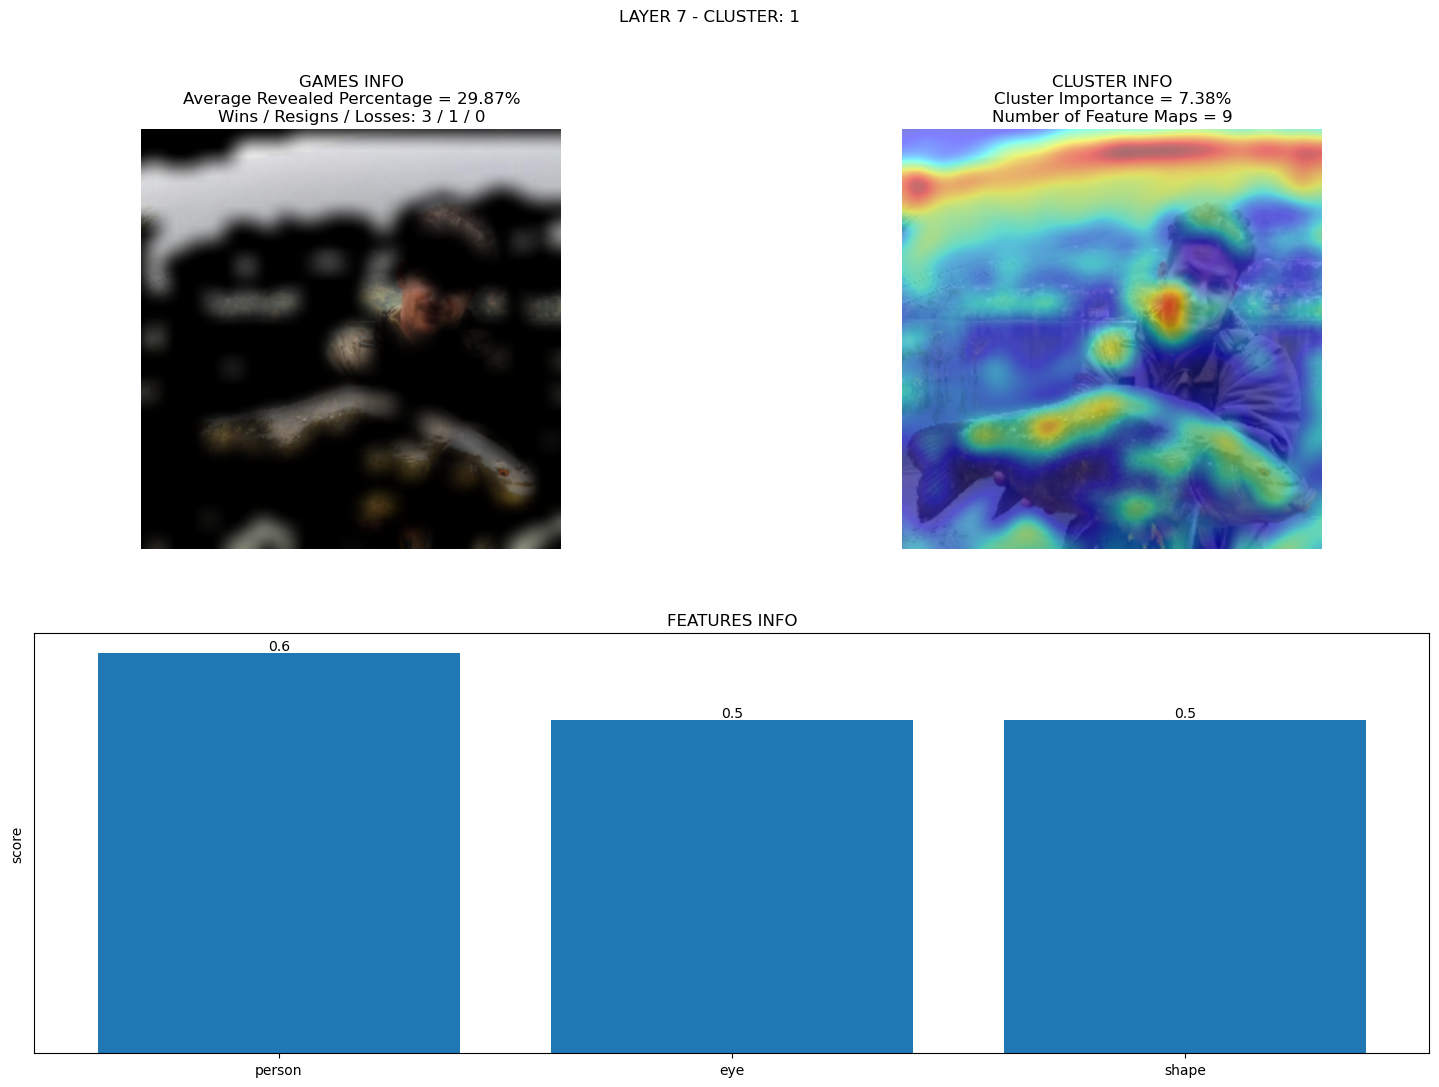 LAYER 7 - CLUSTER: 1
GAMES INFO
Average Revealed Percentage = 29.87%
Wins / Resigns / Losses: 3 / 1 / 0
CLUSTER INFO
Cluster Importance = 7.38%
Number of Feature Maps = 9
FEATURES INFO
0.6
0.5
0.5
score
person
eye
shape